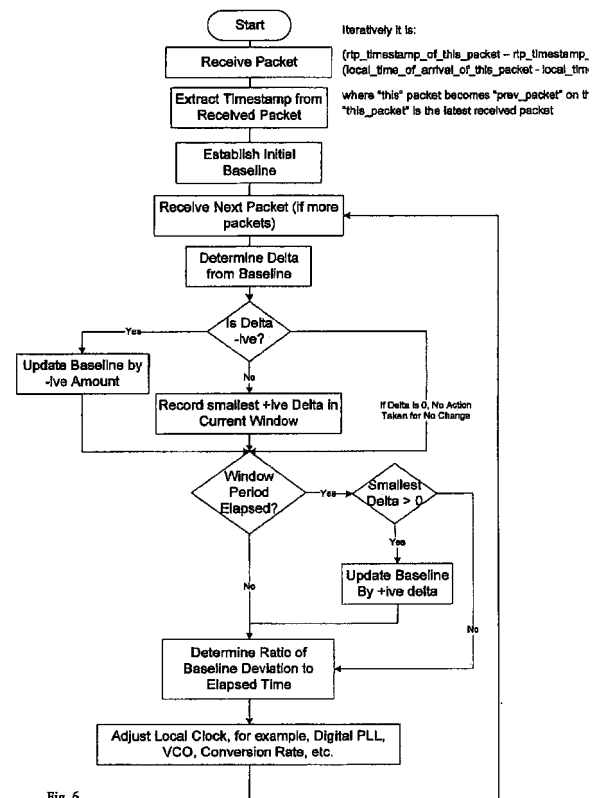 Start
Iteratively it is:
Receive Packet
(rtp_timestamp_of_this_packet – rtp_timestamp_
(local_time_of_arrival_of_this_packet - local_tim
Extract Timestamp from
Received Packet
where "this" packet becomes "prev_packet" on th
"this_packet" is the latest received packet
Establish Initial
Baseline
Receive Next Packet (if more
packets)
Determine Delta
from Baseline
Is Delta
-ive?
Yes
Update Baseline by
-ive Amount
No
Record smallest +ive Delta in
Current Window
If Delta is 0, No Action
Taken for No Change
Window
Period
Elapsed?
Yes
Smallest
Delta > 0
Yes
Update Baseline
By +ive delta
No
No
Determine Ratio of
Baseline Deviation to
Elapsed Time
Adjust Local Clock, for example, Digital PLL,
VCO, Conversion Rate, etc.
Fig. 6